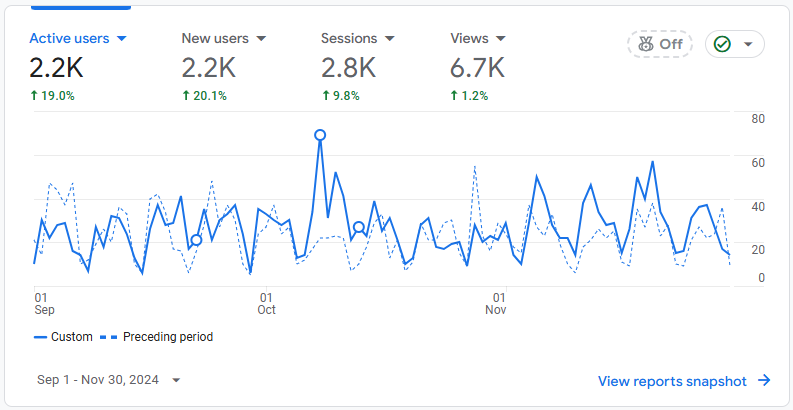 Active users New users Sessions Views Off
2.2K 2.2K 2.8K 6.7K
↑ 19.0% ↑ 20.1% ↑ 9.8% ↑ 1.2%
80
60
40
20
0
01 01 01
Sep Oct Nov
Custom Preceding period
Sep 1 - Nov 30, 2024 View reports snapshot →